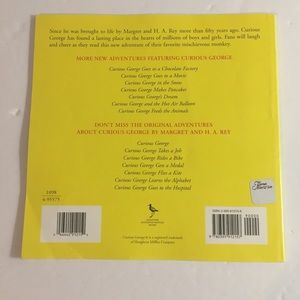 Since he was brought to life by Margret and H. A. Rey more than fifty years ago, Curious
George has found a lasting place in the hearts of millions of boys and girls. Fans will laugh
and cheer as they read this new adventure of their favorite mischievous monkey.
MORE NEW ADVENTURES FEATURING CURIOUS GEORGE
Curious George Goes to a Chocolate Factory
Curious George Goes to a Movie
Curious George in the Snow
Curious George Makes Pancakes
Curious George's Dream
Curious George and the Hot Air Balloon
Curious George Feeds the Animals
DON'T MISS THE ORIGINAL ADVENTURES
ABOUT CURIOUS GEORGE BY MARGRET AND H. A. REY
Curious George
Curious George Takes a Job
Curious George Rides a Bike
Curious George Gets a Medal
Curious George Flies a Kite
Curious George Learns the Alphabet
Curious George Goes to the Hospital
1098
6-95575
Curious George® is a registered trademark of
Houghton Mifflin Company